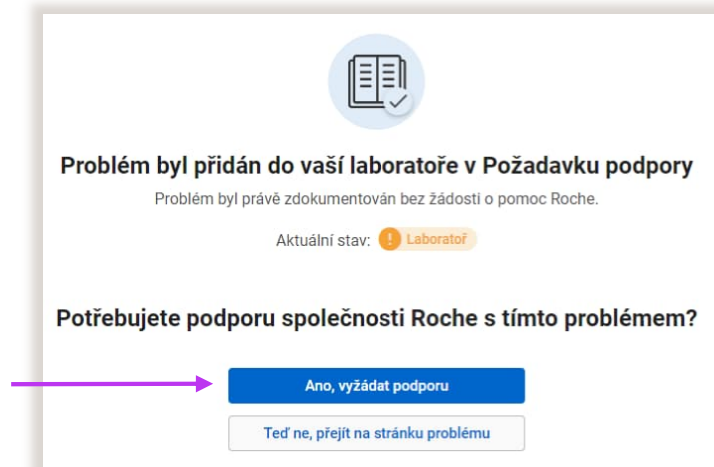 Problém byl přidán do vaší laboratoře v Požadavku podpory
Problém byl právě zdokumentován bez žádosti o pomoc Roche.
Aktuální stav: ! Laboratoř
Potřebujete podporu společnosti Roche s tímto problémem?
Ano, vyžádat podporu
Teď ne, přejít na stránku problému